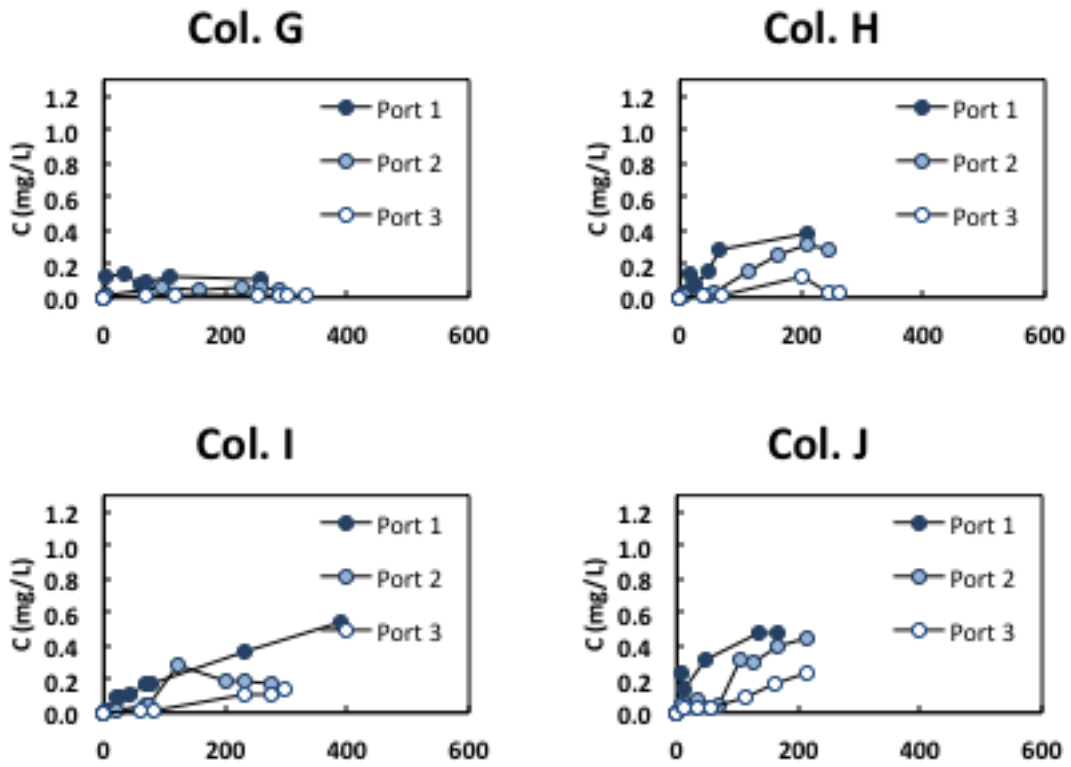 Col. G
C (mg/L)
1.2
1.0
0.8
0.6
0.4
0.2
0.0
0 200 400 600
Port 1
Port 2
Port 3
Col. H
C (mg/L)
1.2
1.0
0.8
0.6
0.4
0.2
0.0
0 200 400 600
Port 1
Port 2
Port 3
Col. I
C (mg/L)
1.2
1.0
0.8
0.6
0.4
0.2
0.0
0 200 400 600
Port 1
Port 2
Port 3
Col. J
C (mg/L)
1.2
1.0
0.8
0.6
0.4
0.2
0.0
0 200 400 600
Port 1
Port 2
Port 3